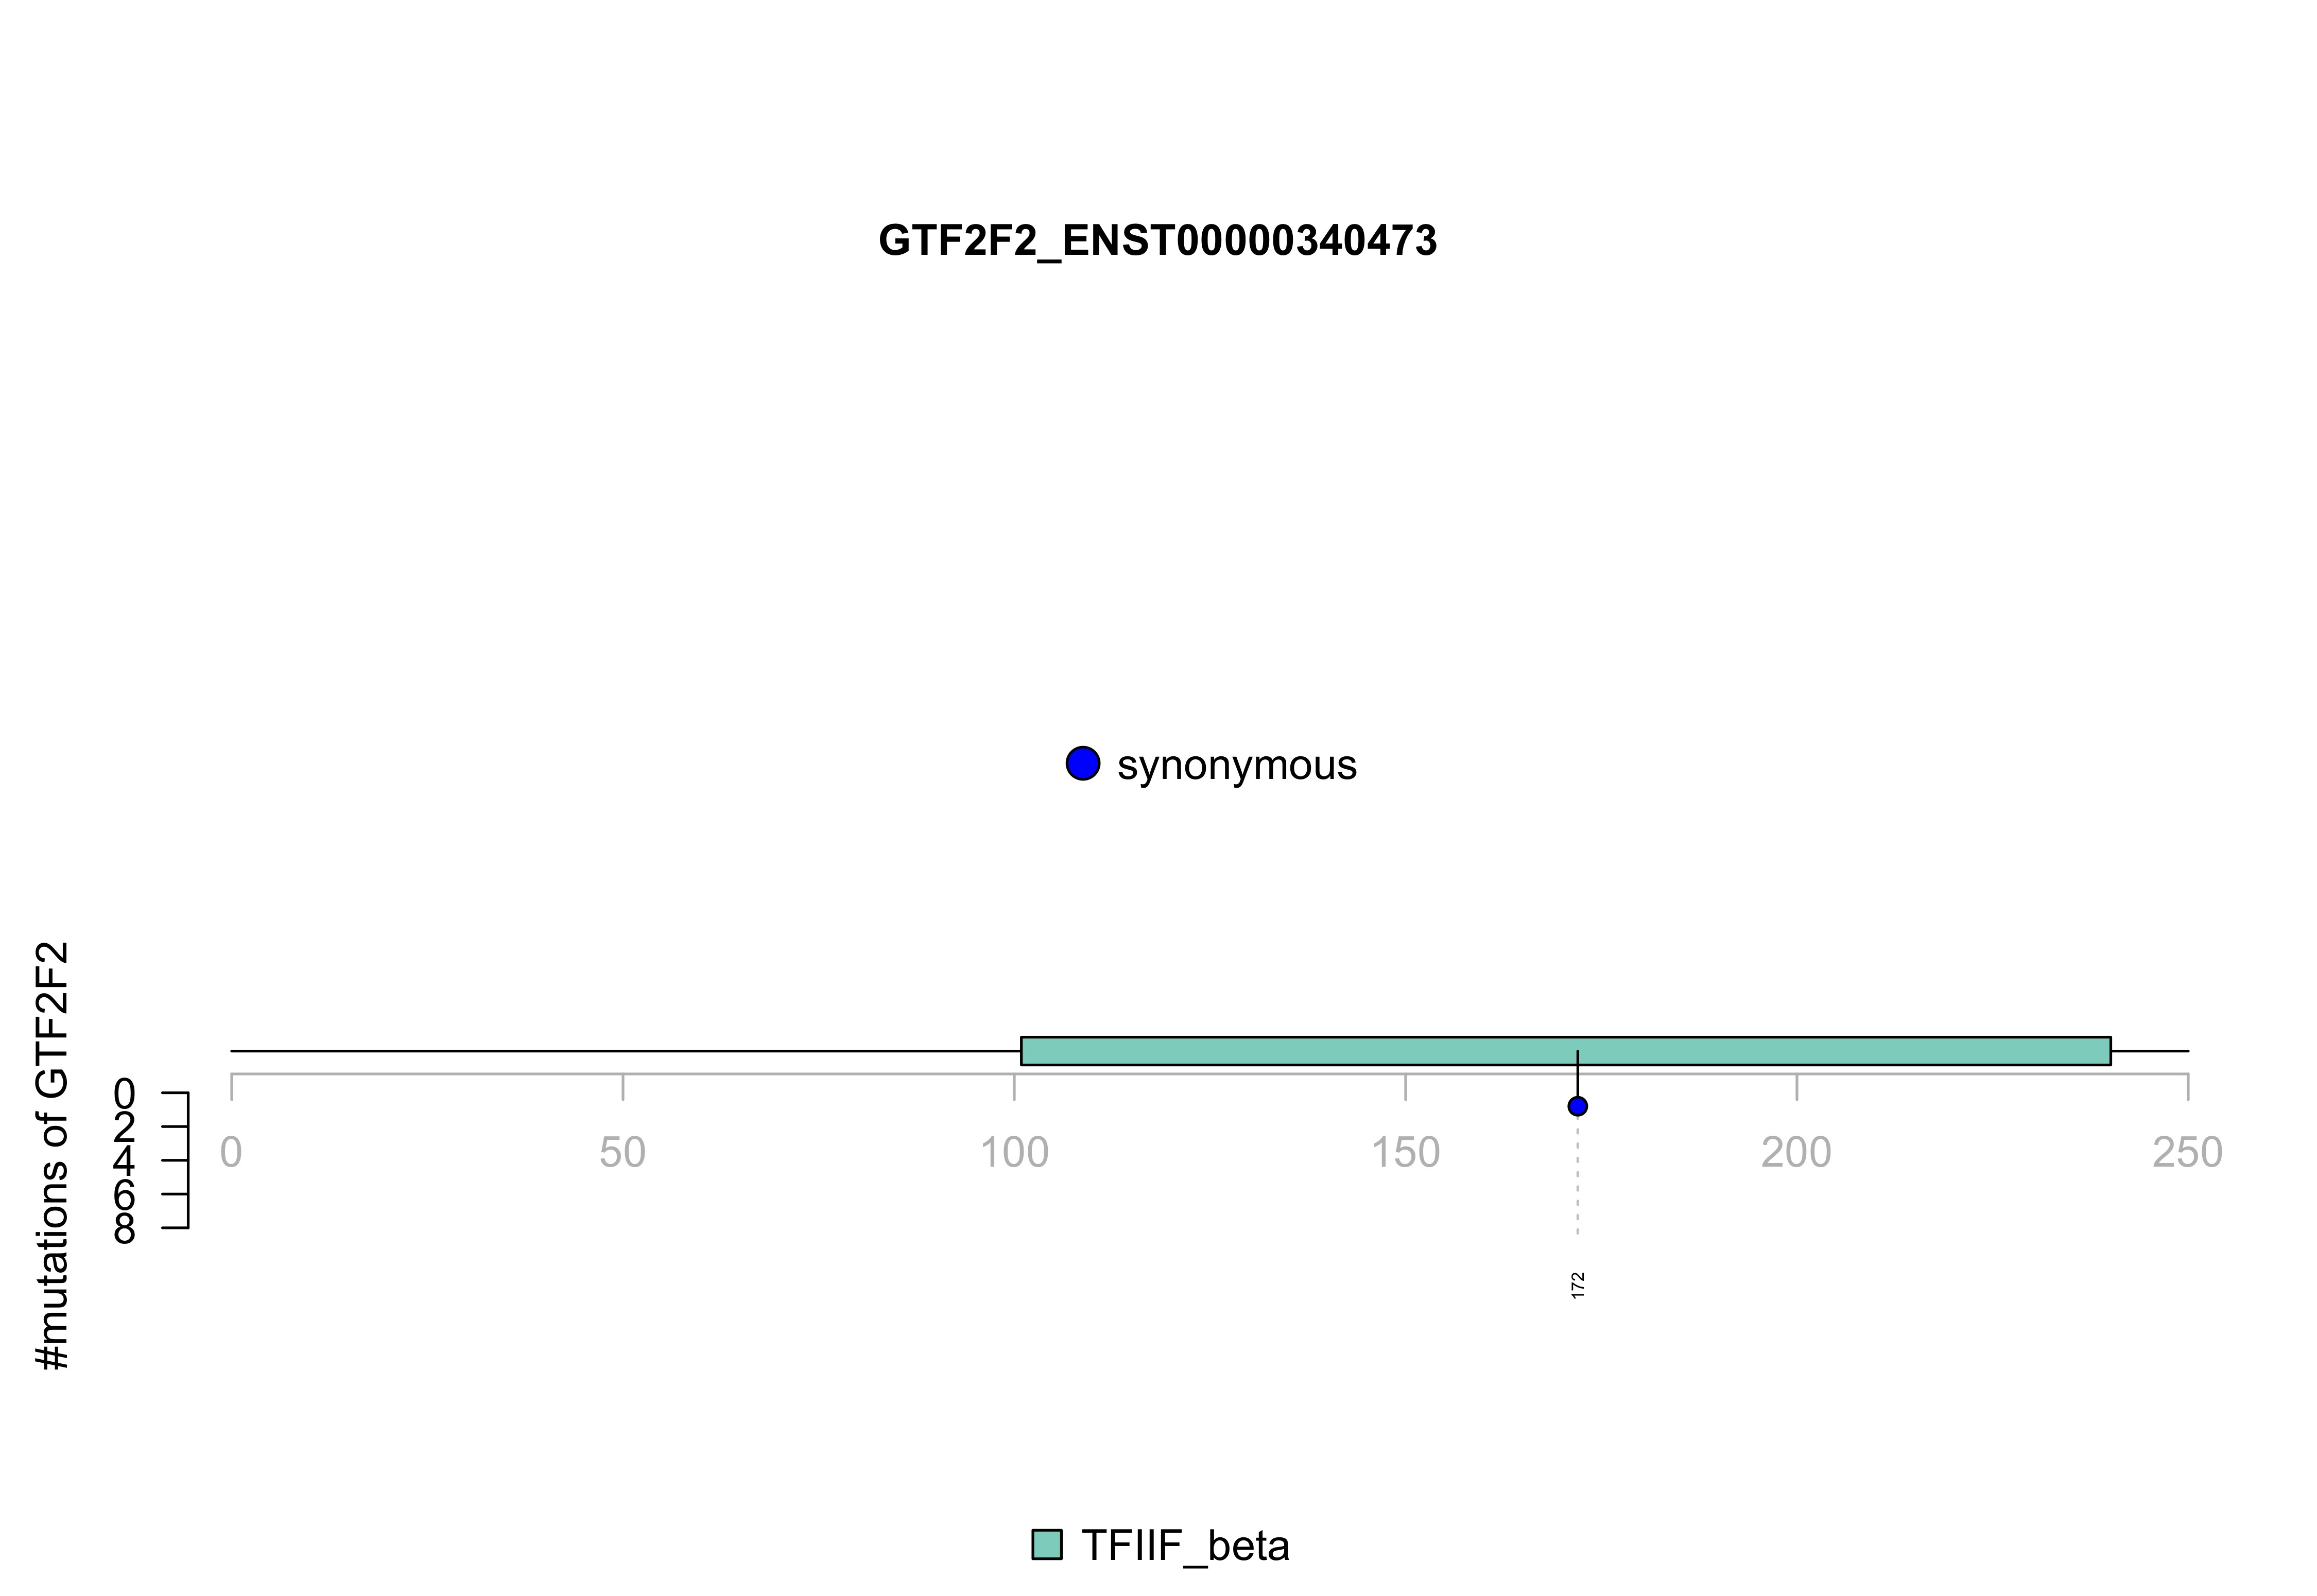 GTF2F2_ENST00000340473
synonymous
#mutations of GTF2F2
0
2
4
6
8
0 50 100 150 200 250
172
TFIIF_beta